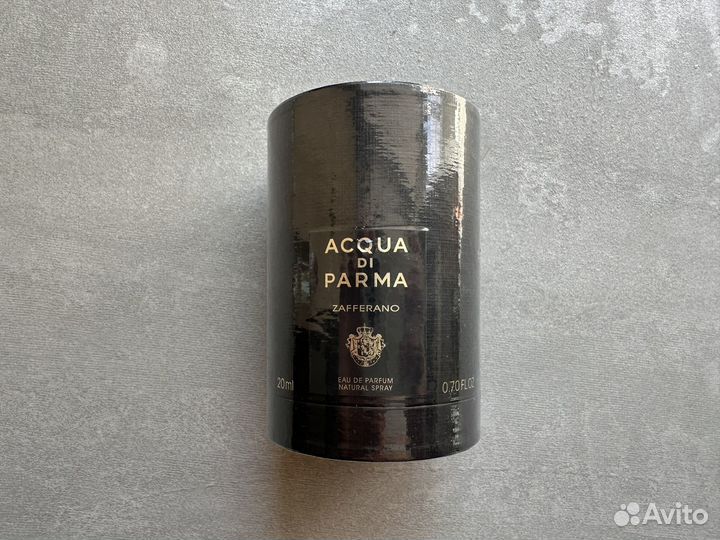 ACQUA
DI
PARMA
ZAFFERANO
EAU DE PARFUM
NATURAL SPRAY
20ml
0.70 FL OZ
Avito